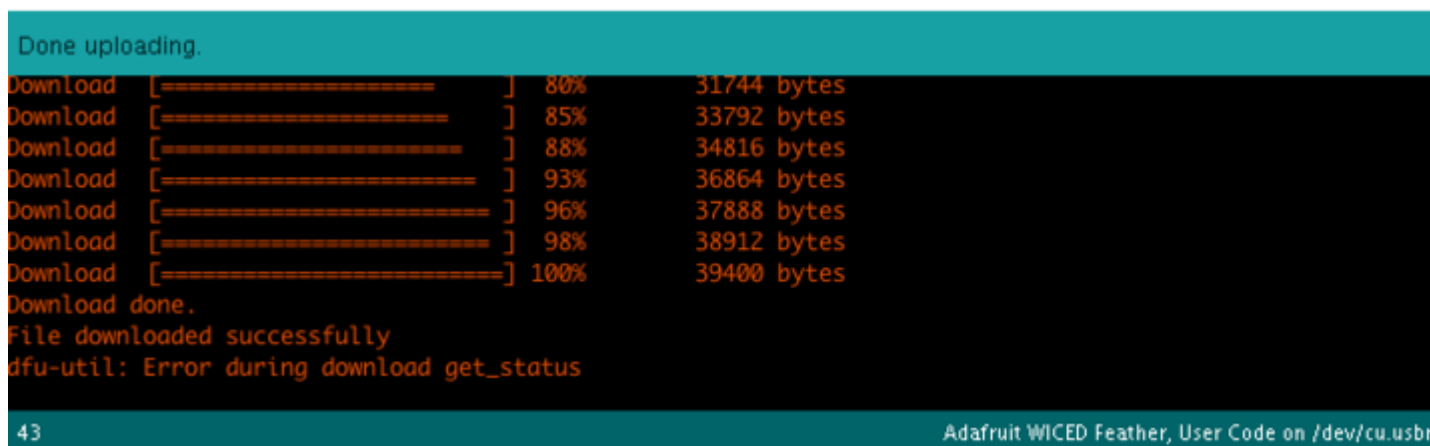 Done uploading.
Download [==================== ] 80% 31744 bytes
Download [===================== ] 85% 33792 bytes
Download [====================== ] 88% 34816 bytes
Download [======================= ] 93% 36864 bytes
Download [======================== ] 96% 37888 bytes
Download [======================== ] 98% 38912 bytes
Download [=========================] 100% 39400 bytes
Download done.
File downloaded successfully
dfu-util: Error during download get_status
43 Adafruit WICED Feather, User Code on /dev/cu.usb